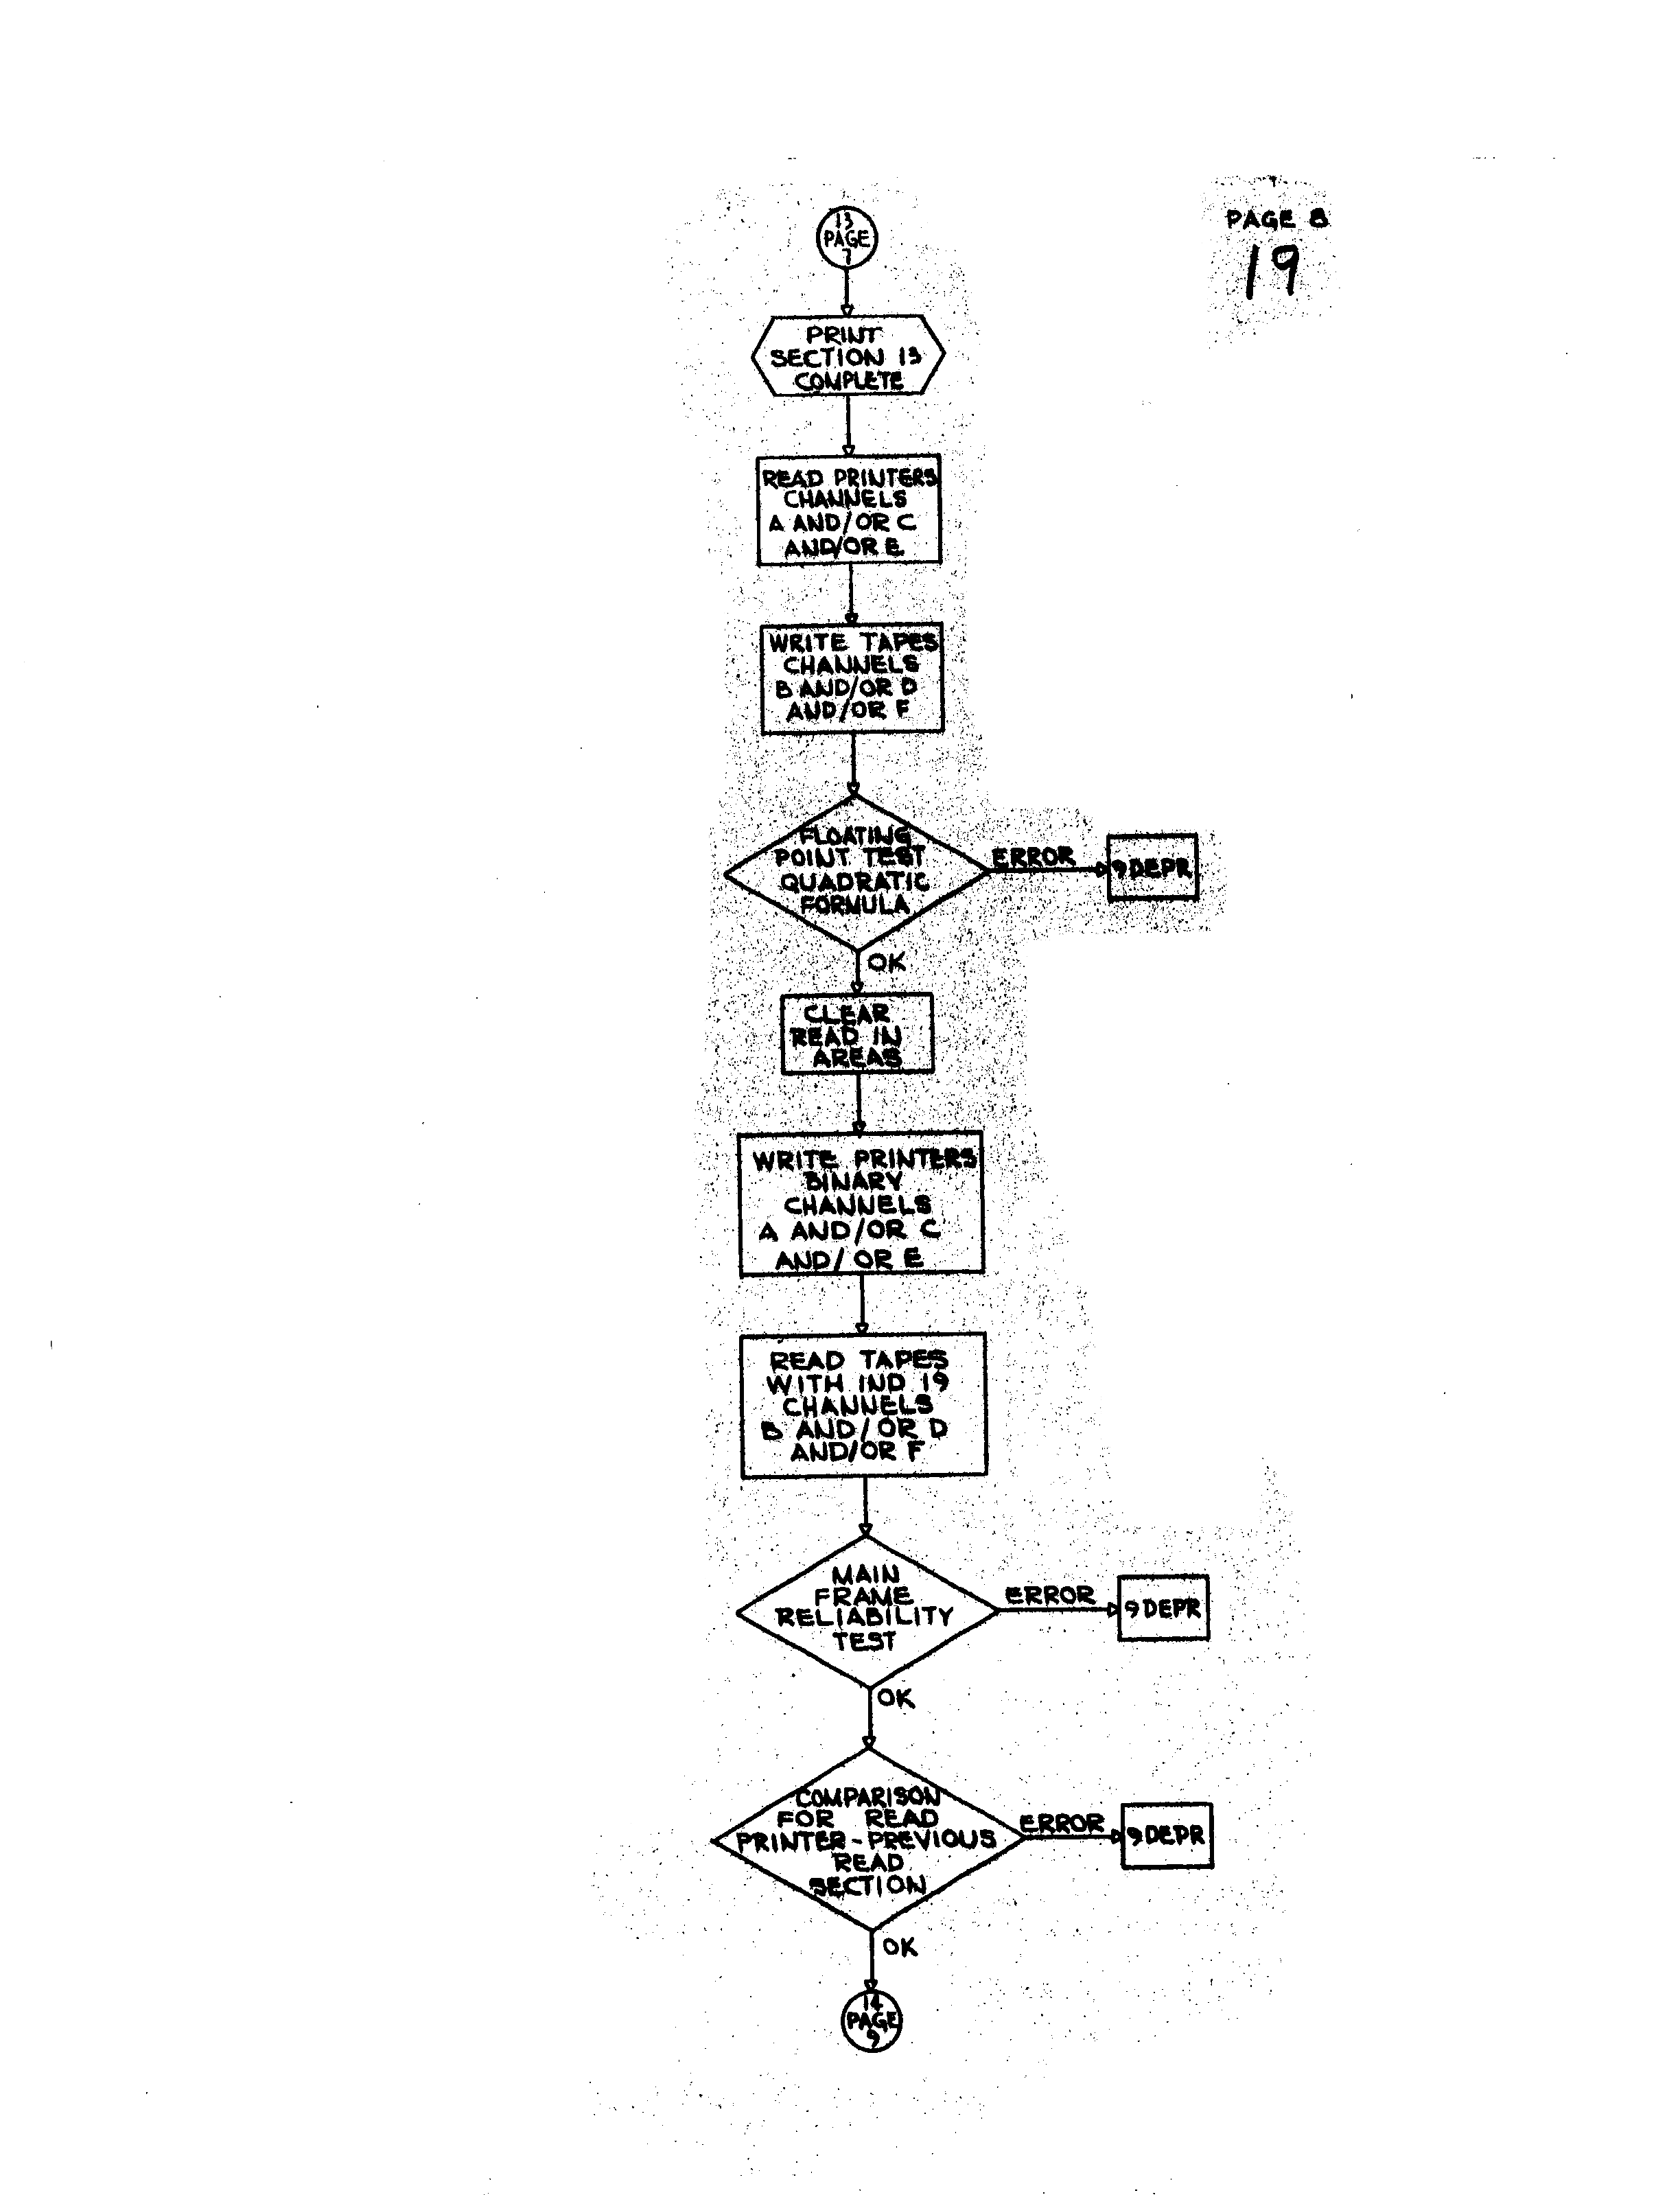 PAGE 8
19
13
PAGE
7
PRINT
SECTION 13
COMPLETE
READ PRINTERS
CHANNELS
A AND/OR C
AND/OR E
WRITE TAPES
CHANNELS
B AND/OR D
AND/OR F
FLOATING
POINT TEST
QUADRATIC
FORMULA
ERROR
9DEPR
OK
CLEAR
READ IN
AREAS
WRITE PRINTERS
BINARY
CHANNELS
A AND/OR C
AND/OR E
READ TAPES
WITH IND 19
CHANNELS
B AND/OR D
AND/OR F
MAIN
FRAME
RELIABILITY
TEST
ERROR
9DEPR
OK
COMPARISON
FOR READ
PRINTER-PREVIOUS
READ
SECTION
ERROR
9DEPR
OK
14
PAGE
9